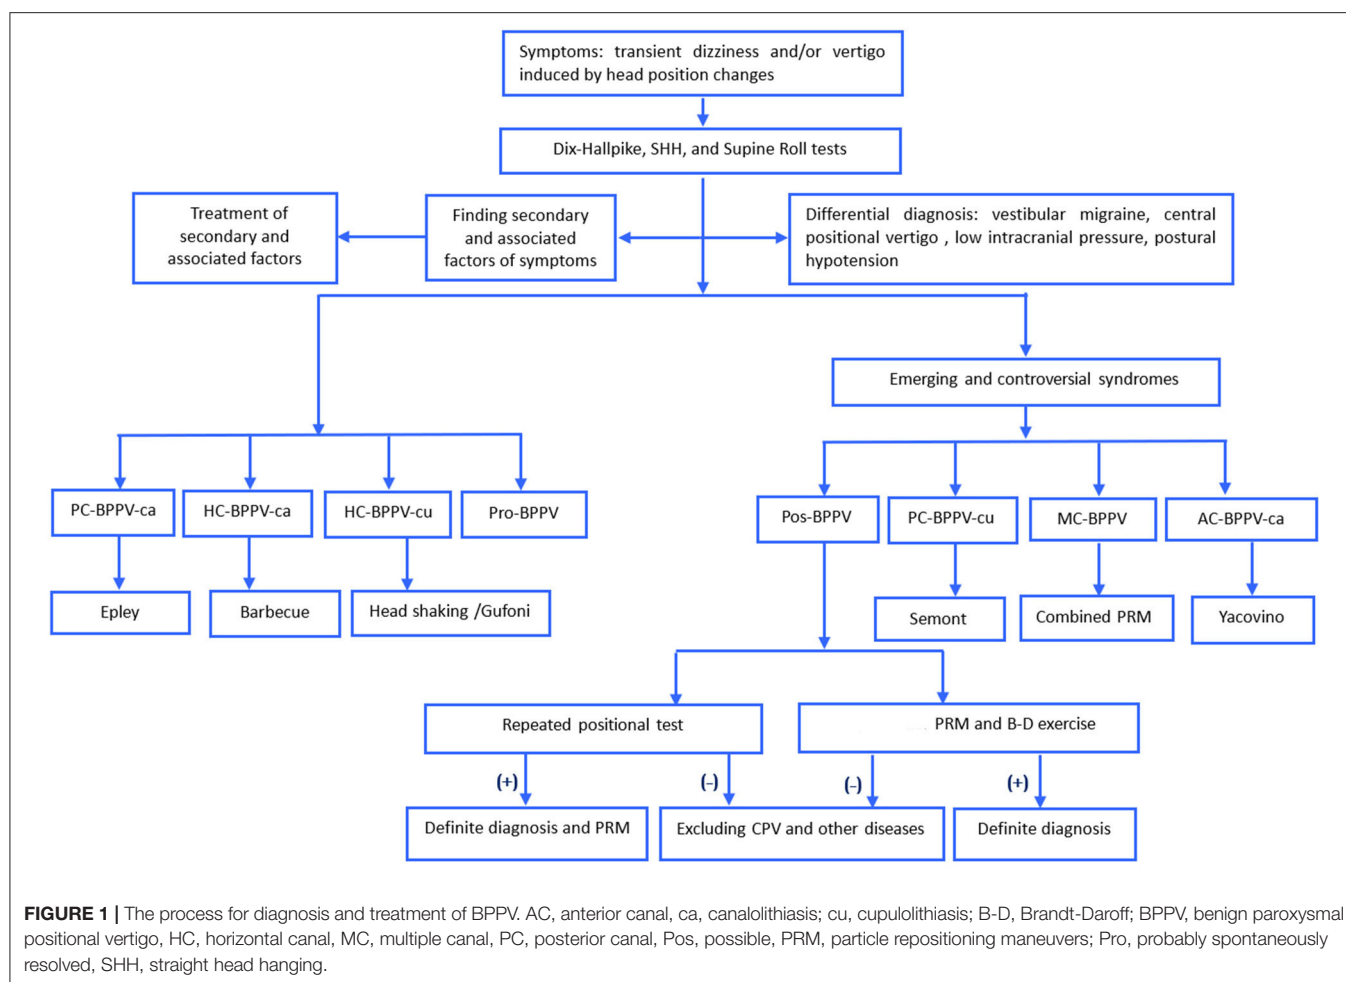 Symptoms: transient dizziness and/or vertigo
induced by head position changes
Dix-Hallpike, SHH, and Supine Roll tests
Treatment of
secondary and
associated factors
Finding secondary
and associated
factors of symptoms
Differential diagnosis: vestibular migraine, central
positional vertigo , low intracranial pressure, postural
hypotension
Emerging and controversial syndromes
PC-BPPV-ca
HC-BPPV-ca
HC-BPPV-cu
Pro-BPPV
Pos-BPPV
PC-BPPV-cu
MC-BPPV
AC-BPPV-ca
Epley
Barbecue
Head shaking /Gufoni
Semont
Combined PRM
Yacovino
Repeated positional test
PRM and B-D exercise
(+)
(−)
(−)
(+)
Definite diagnosis and PRM
Excluding CPV and other diseases
Definite diagnosis
FIGURE 1 | The process for diagnosis and treatment of BPPV. AC, anterior canal, ca, canalolithiasis; cu, cupulolithiasis; B-D, Brandt-Daroff; BPPV, benign paroxysmal
positional vertigo, HC, horizontal canal, MC, multiple canal, PC, posterior canal, Pos, possible, PRM, particle repositioning maneuvers; Pro, probably spontaneously
resolved, SHH, straight head hanging.